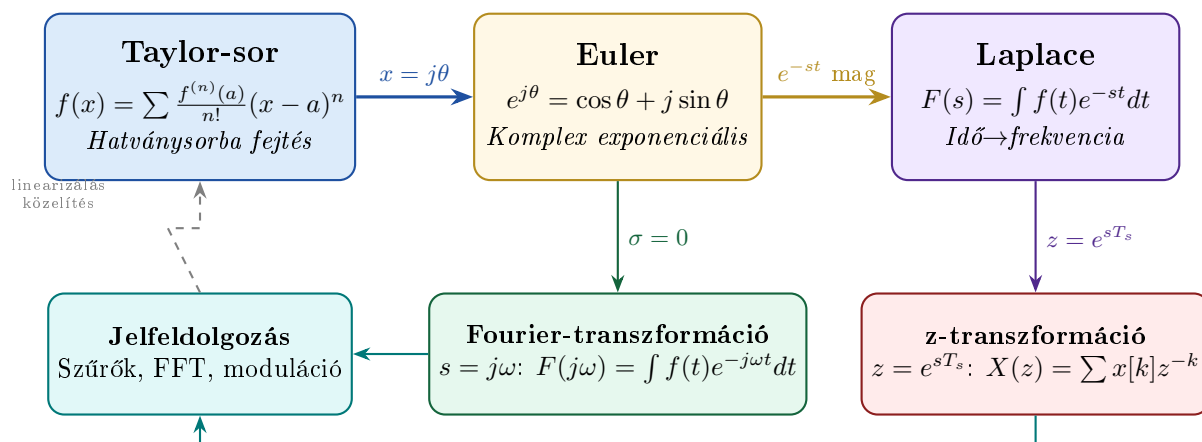 Taylor-sor
f(x) = ∑ f^{(n)}(a)/n! (x − a)^n
Hatványsorba fejtés
x = jθ
Euler
e^{jθ} = cos θ + j sin θ
Komplex exponenciális
e^{−st} mag
Laplace
F(s) = ∫ f(t)e^{−st}dt
Idő→frekvencia
linearizálás
közelítés
σ = 0
z = e^{sT_s}
Jelfeldolgozás
Szűrők, FFT, moduláció
Fourier-transzformáció
s = jω: F(jω) = ∫ f(t)e^{−jωt}dt
z-transzformáció
z = e^{sT_s}: X(z) = ∑ x[k]z^{−k}